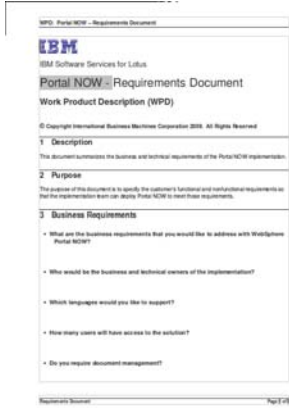 WPD: Portal NOW – Requirements Document
IBM
IBM Software Services for Lotus
Portal NOW - Requirements Document
Work Product Description (WPD)
© Copyright International Business Machines Corporation 2009. All Rights Reserved
1 Description
This document summarizes the business and technical requirements of the Portal NOW implementation.
2 Purpose
The purpose of this document is to specify the customer's functional and nonfunctional requirements so
that the implementation team can deploy Portal NOW to meet those requirements.
3 Business Requirements
• What are the business requirements that you would like to address with WebSphere
Portal NOW?
• Who would be the business and technical owners of the implementation?
• Which languages would you like to support?
• How many users will have access to the solution?
• Do you require document management?
Requirements Document
Page